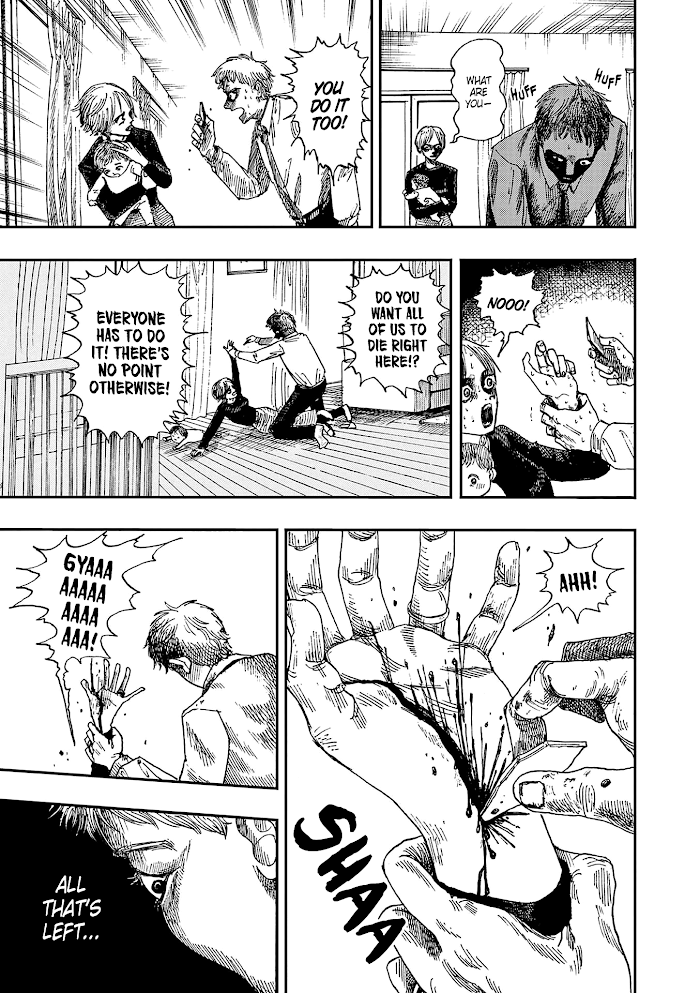 WHAT
ARE
YOU—
HUFF
HUFF
YOU
DO IT
TOO!
NOOO!
DO YOU
WANT ALL
OF US TO
DIE RIGHT
HERE!?
EVERYONE
HAS TO DO
IT! THERE'S
NO POINT
OTHERWISE!
AHH!
SHAA
GYAAA
AAAAA
AAAA
AAA!
ALL
THAT'S
LEFT...